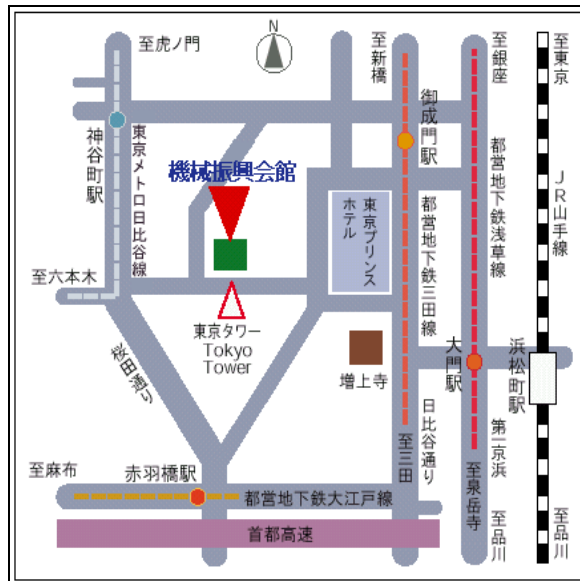 至虎ノ門
N
至新橋
至銀座
至東京
神谷町駅
東京メトロ日比谷線
機械振興会館
御成門駅
都営地下鉄浅草線
JR山手線
東京プリンス
ホテル
都営地下鉄三田線
至六本木
東京タワー
Tokyo
Tower
桜田通り
増上寺
大門駅
浜松町駅
日比谷通り
第一京浜
至三田
至泉岳寺
至品川
至品川
至麻布
赤羽橋駅
都営地下鉄大江戸線
首都高速